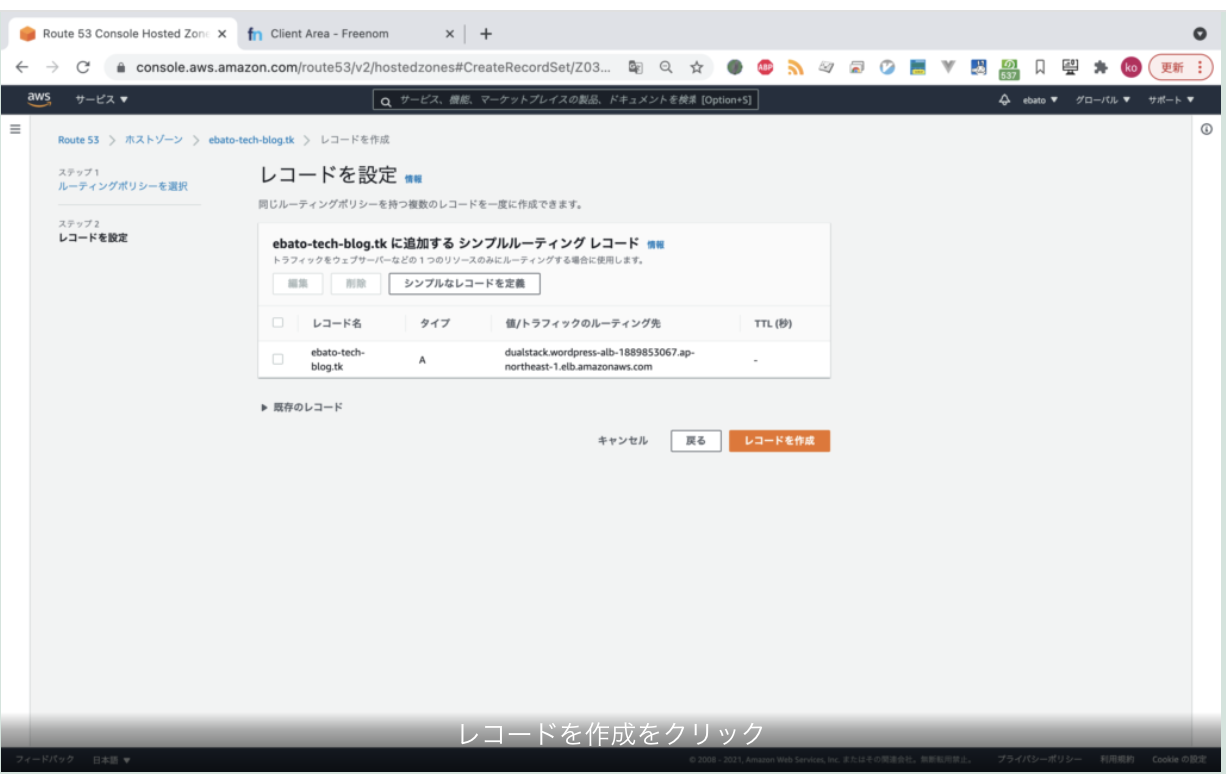 Route 53 Console Hosted Zone
fn Client Area - Freenom
console.aws.amazon.com/route53/v2/hostedzones#CreateRecordSet/Z03...
ABP
537
ko
更新
aws
サービス
サービス、機能、マーケットプレイスの製品、ドキュメントを検索 [Option+S]
ebato
グローバル
サポート
Route 53
ホストゾーン
ebato-tech-blog.tk
レコードを作成
ステップ 1
ルーティングポリシーを選択
ステップ 2
レコードを設定
レコードを設定 情報
同じルーティングポリシーを持つ複数のレコードを一度に作成できます。
ebato-tech-blog.tk に追加する シンプルルーティング レコード 情報
トラフィックをウェブサーバーなどの 1 つのリソースのみにルーティングする場合に使用します。
編集
削除
シンプルなレコードを定義
レコード名
タイプ
値/トラフィックのルーティング先
TTL (秒)
ebato-tech-
blog.tk
A
dualstack.wordpress-alb-1889853067.ap-
northeast-1.elb.amazonaws.com
-
既存のレコード
キャンセル
戻る
レコードを作成
レコードを作成をクリック
フィードバック
日本語
© 2008 - 2021, Amazon Web Services, Inc. またはその関連会社。無断転用禁止。
プライバシーポリシー
利用規約
Cookie の設定